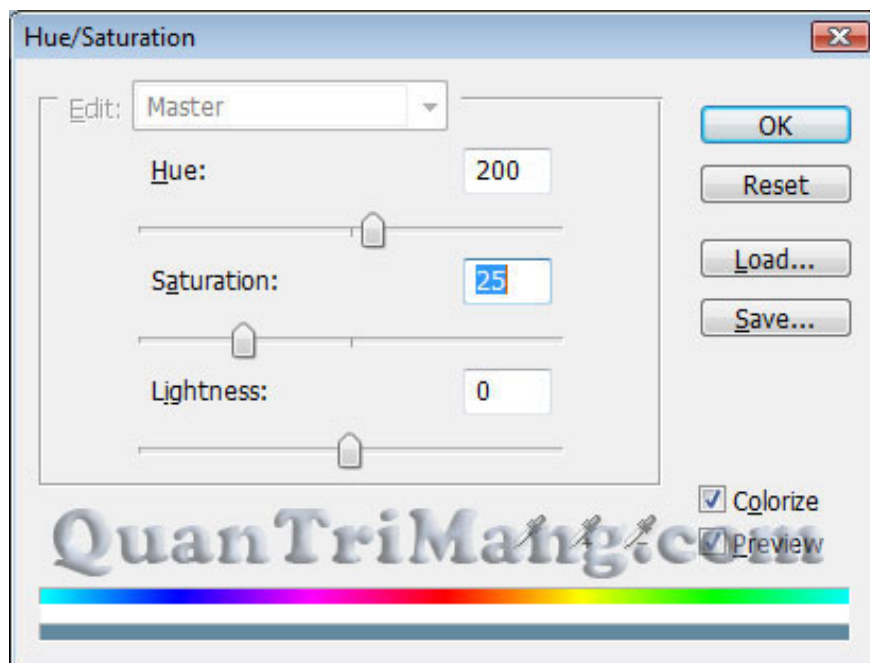 Hue/Saturation
Edit: Master
Hue: 200
Saturation: 25
Lightness: 0
OK
Reset
Load...
Save...
Colorize
Preview
QuanTriMang.com